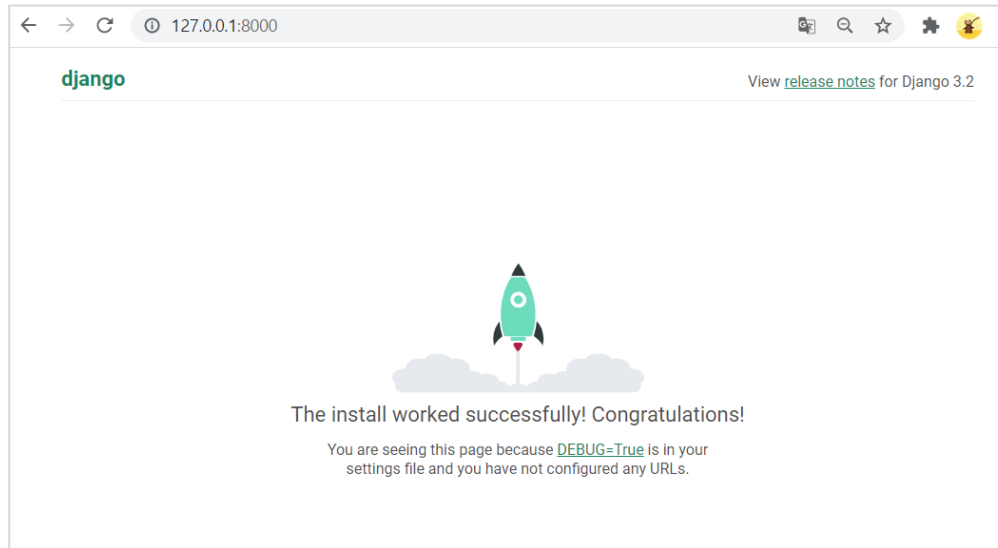 127.0.0.1:8000
django
View release notes for Django 3.2
The install worked successfully! Congratulations!
You are seeing this page because DEBUG=True is in your
settings file and you have not configured any URLs.